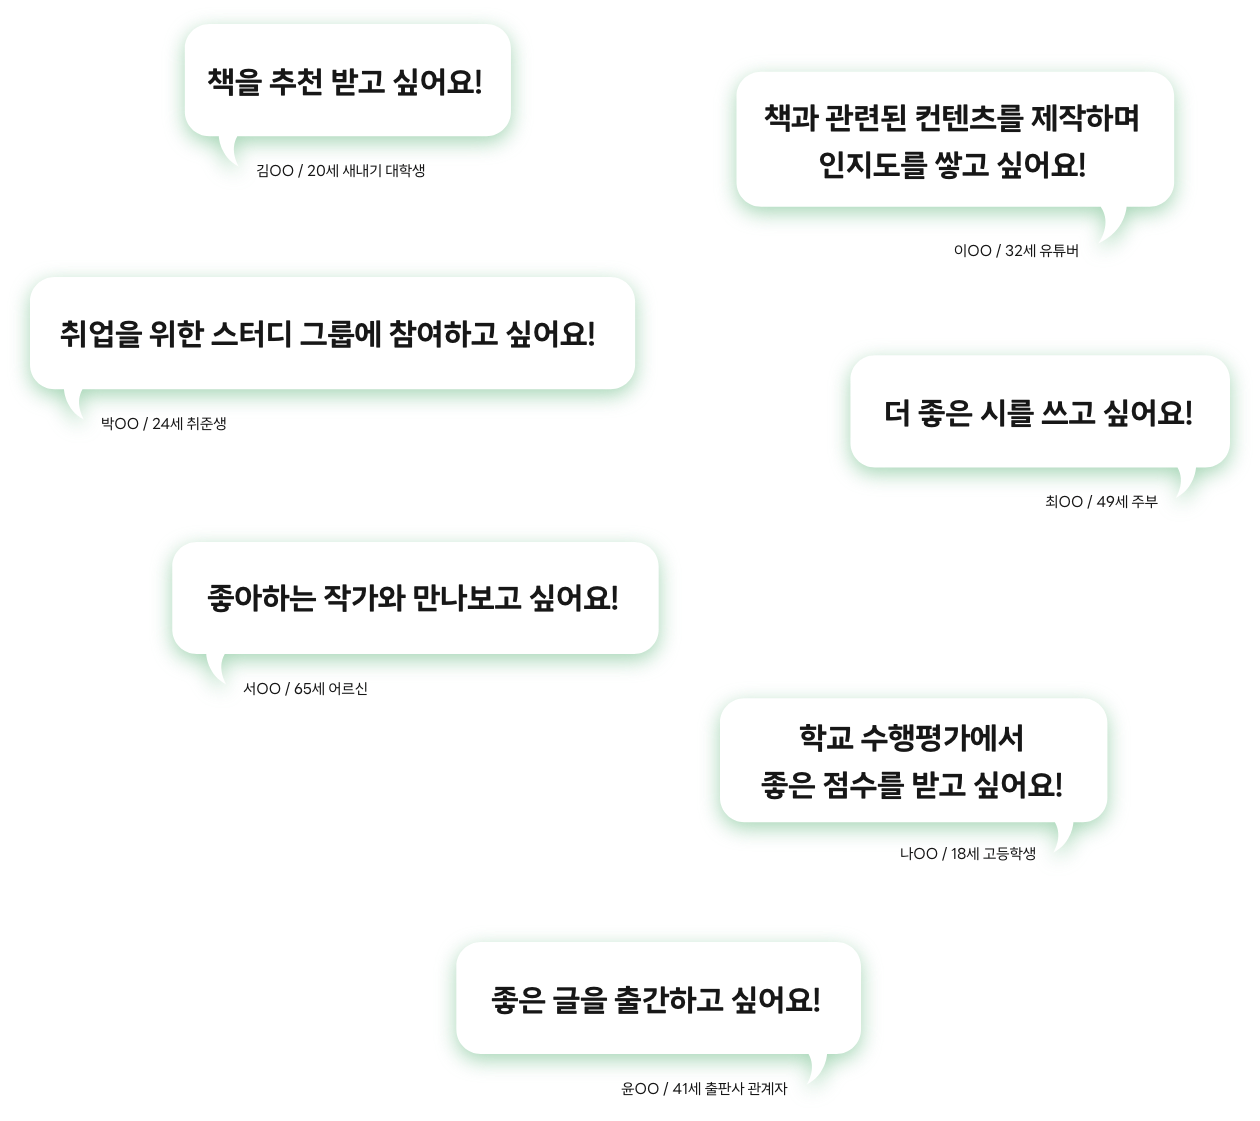 책을 추천 받고 싶어요!
김OO / 20세 새내기 대학생
책과 관련된 컨텐츠를 제작하며
인지도를 쌓고 싶어요!
이OO / 32세 유튜버
취업을 위한 스터디 그룹에 참여하고 싶어요!
박OO / 24세 취준생
더 좋은 시를 쓰고 싶어요!
최OO / 49세 주부
좋아하는 작가와 만나보고 싶어요!
서OO / 65세 어르신
학교 수행평가에서
좋은 점수를 받고 싶어요!
나OO / 18세 고등학생
좋은 글을 출간하고 싶어요!
윤OO / 41세 출판사 관계자